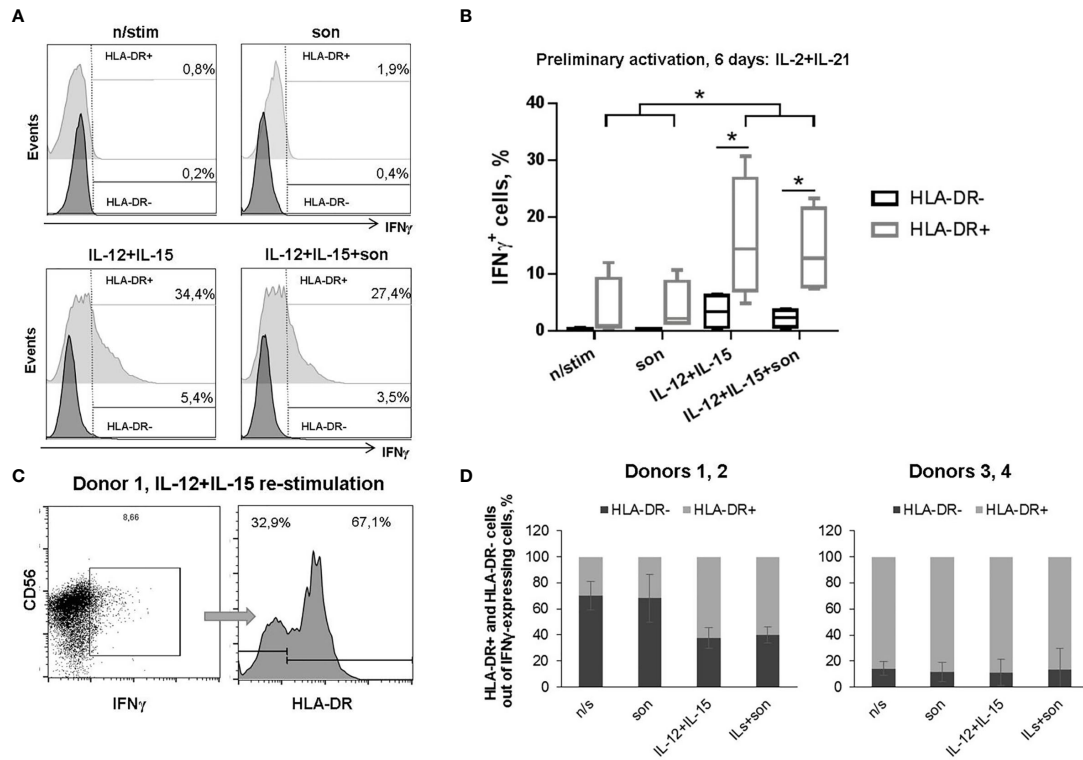 A
n/stim
son
HLA-DR+
0,8%
HLA-DR+
1,9%
Events
0,2%
HLA-DR-
0,4%
HLA-DR-
IFNγ
IFNγ
IL-12+IL-15
IL-12+IL-15+son
HLA-DR+
34,4%
HLA-DR+
27,4%
Events
5,4%
HLA-DR-
3,5%
HLA-DR-
IFNγ
IFNγ
B
Preliminary activation, 6 days: IL-2+IL-21
*
*
*
40
30
20
10
0
IFNγ+ cells, %
HLA-DR-
HLA-DR+
n/stim
son
IL-12+IL-15
IL-12+IL-15+son
C
Donor 1, IL-12+IL-15 re-stimulation
8,66
CD56
IFNγ
32,9%
67,1%
HLA-DR
D
Donors 1, 2
Donors 3, 4
HLA-DR+ and HLA-DR- cells
out of IFNγ-expressing cells, %
HLA-DR-
HLA-DR+
120
100
80
60
40
20
0
n/s
son
IL-12+IL-15
ILs+son
HLA-DR-
HLA-DR+
120
100
80
60
40
20
0
n/s
son
IL-12+IL-15
ILs+son